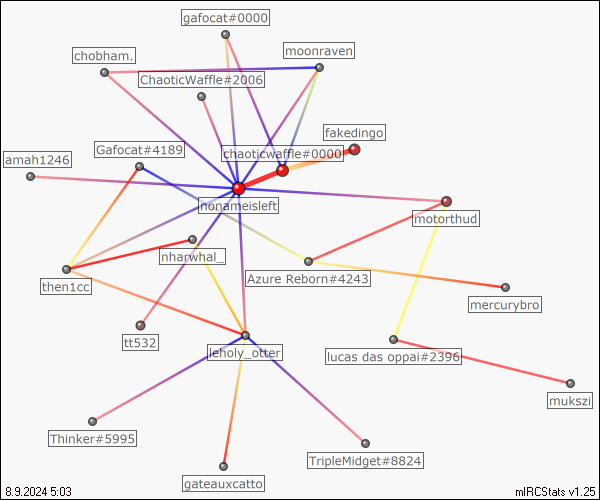 gafocat#0000
moonraven
chobham.
ChaoticWaffle#2006
fakedingo
Gafocat#4189
chaoticwaffle#0000
amah1246
nonameisleft
motorthud
nharwhal_
Azure Reborn#4243
then1cc
mercurybro
tt532
leholy_otter
lucas das oppai#2396
mukszi
Thinker#5995
TripleMidget#8824
gateauxcatto
8.9.2024 5:03
mIRCStats v1.25